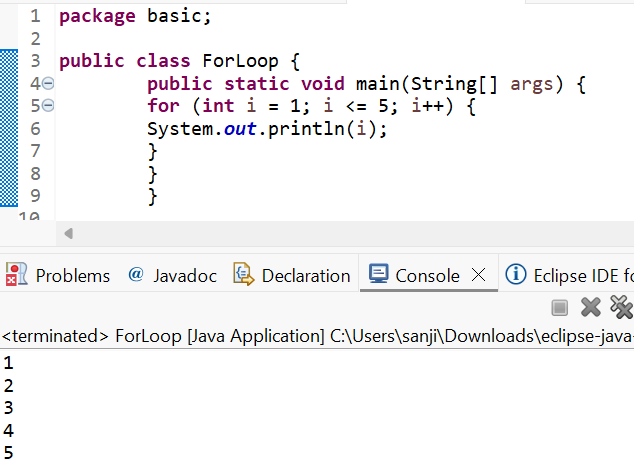 1 package basic;
2
3 public class ForLoop {
4 public static void main(String[] args) {
5 for (int i = 1; i <= 5; i++) {
6 System.out.println(i);
7 }
8 }
9 }
10
Problems @ Javadoc Declaration Console Eclipse IDE fo
<terminated> ForLoop [Java Application] C:\Users\sanji\Downloads\eclipse-java-
1
2
3
4
5